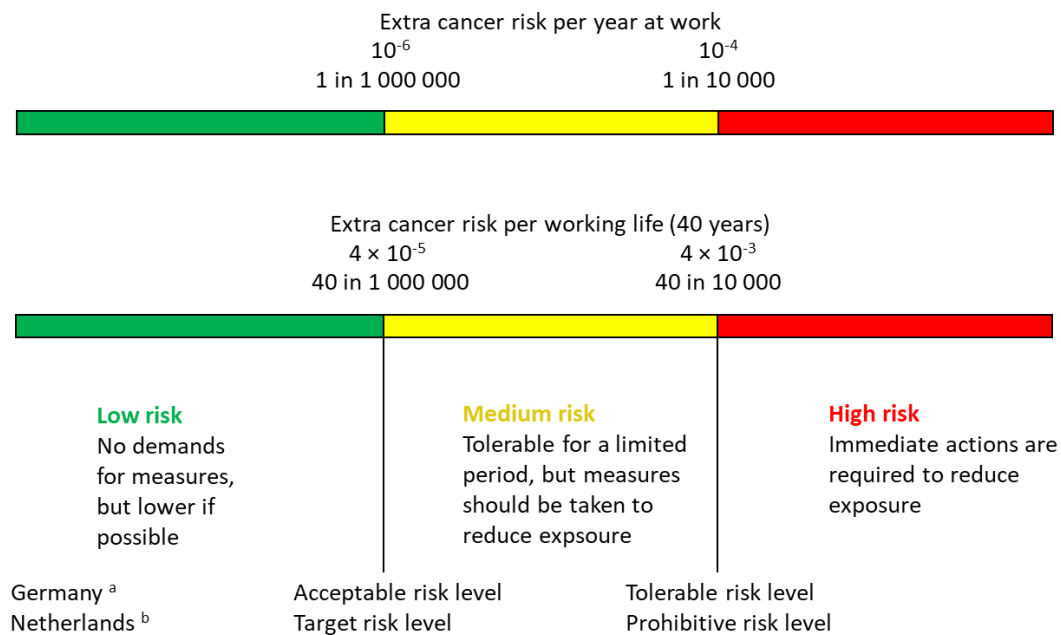 Extra cancer risk per year at work
10⁻⁶ 10⁻⁴
1 in 1 000 000 1 in 10 000
Extra cancer risk per working life (40 years)
4 × 10⁻⁵ 4 × 10⁻³
40 in 1 000 000 40 in 10 000
Low risk
No demands
for measures,
but lower if
possible
Medium risk
Tolerable for a limited
period, but measures
should be taken to
reduce expsoure
High risk
Immediate actions are
required to reduce
exposure
Germany ᵃ Acceptable risk level Tolerable risk level
Netherlands ᵇ Target risk level Prohibitive risk level